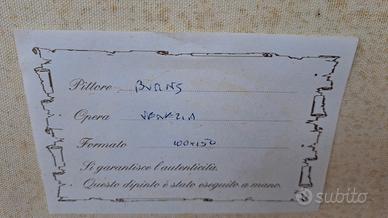 Pittore BURNS
Opera VENEZIA
Formato 100x150
Si garantisce l'autenticità.
Questo dipinto è stato eseguito a mano.
subito